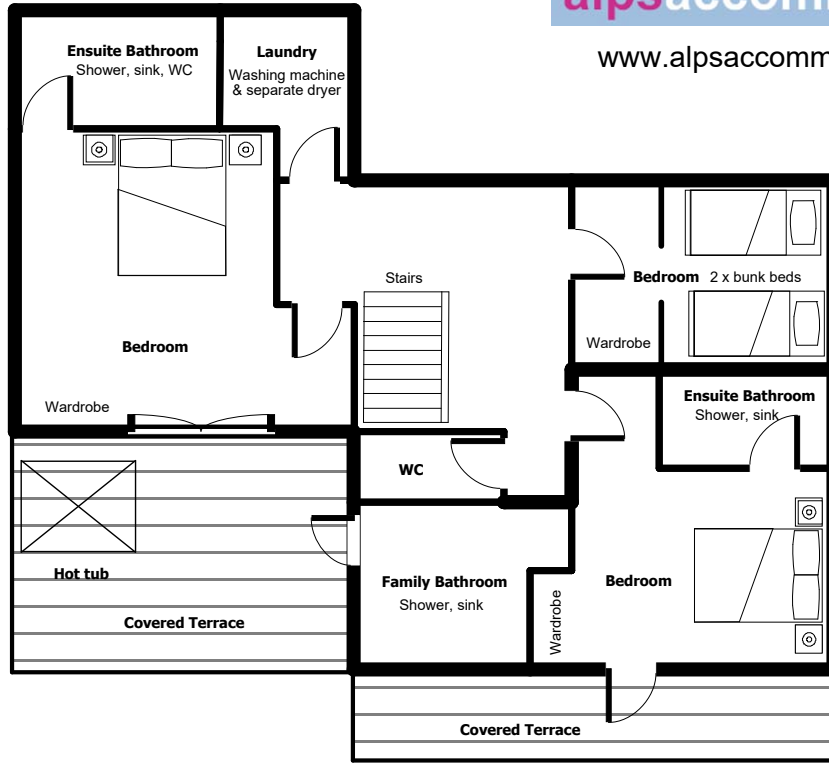 www.alpsaccomm
Ensuite Bathroom
Shower, sink, WC
Laundry
Washing machine
& separate dryer
Stairs
Bedroom 2 x bunk beds
Wardrobe
Bedroom
Wardrobe
Ensuite Bathroom
Shower, sink
WC
Hot tub
Covered Terrace
Family Bathroom
Shower, sink
Wardrobe
Bedroom
Covered Terrace